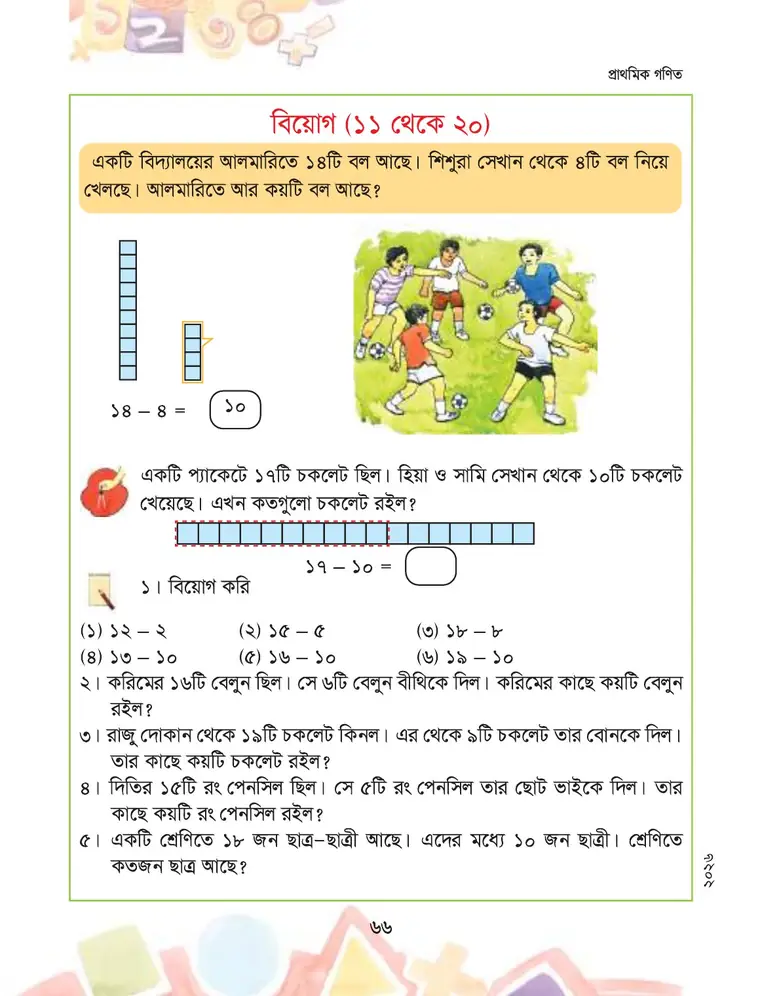 প্রাথমিক গণিত
বিয়োগ (১১ থেকে ২০)
একটি বিদ্যালয়ের আলমারিতে ১৪টি বল আছে। শিশুরা সেখান থেকে ৪টি বল নিয়ে
খেলছে। আলমারিতে আর কয়টি বল আছে?
১৪ – ৪ = ১০
একটি প্যাকেটে ১৭টি চকলেট ছিল। হিয়া ও সামি সেখান থেকে ১০টি চকলেট
খেয়েছে। এখন কতগুলো চকলেট রইল?
১৭ – ১০ =
১। বিয়োগ করি
(১) ১২ – ২ (২) ১৫ – ৫ (৩) ১৮ – ৮
(৪) ১৩ – ১০ (৫) ১৬ – ১০ (৬) ১৯ – ১০
২। করিমের ১৬টি বেলুন ছিল। সে ৬টি বেলুন বীথিকে দিল। করিমের কাছে কয়টি বেলুন
রইল?
৩। রাজু দোকান থেকে ১৯টি চকলেট কিনল। এর থেকে ৯টি চকলেট তার বোনকে দিল।
তার কাছে কয়টি চকলেট রইল?
৪। দিতির ১৫টি রং পেনসিল ছিল। সে ৫টি রং পেনসিল তার ছোট ভাইকে দিল। তার
কাছে কয়টি রং পেনসিল রইল?
৫। একটি শ্রেণিতে ১৮ জন ছাত্র-ছাত্রী আছে। এদের মধ্যে ১০ জন ছাত্রী। শ্রেণিতে
কতজন ছাত্র আছে?
২০২৬
৬৬